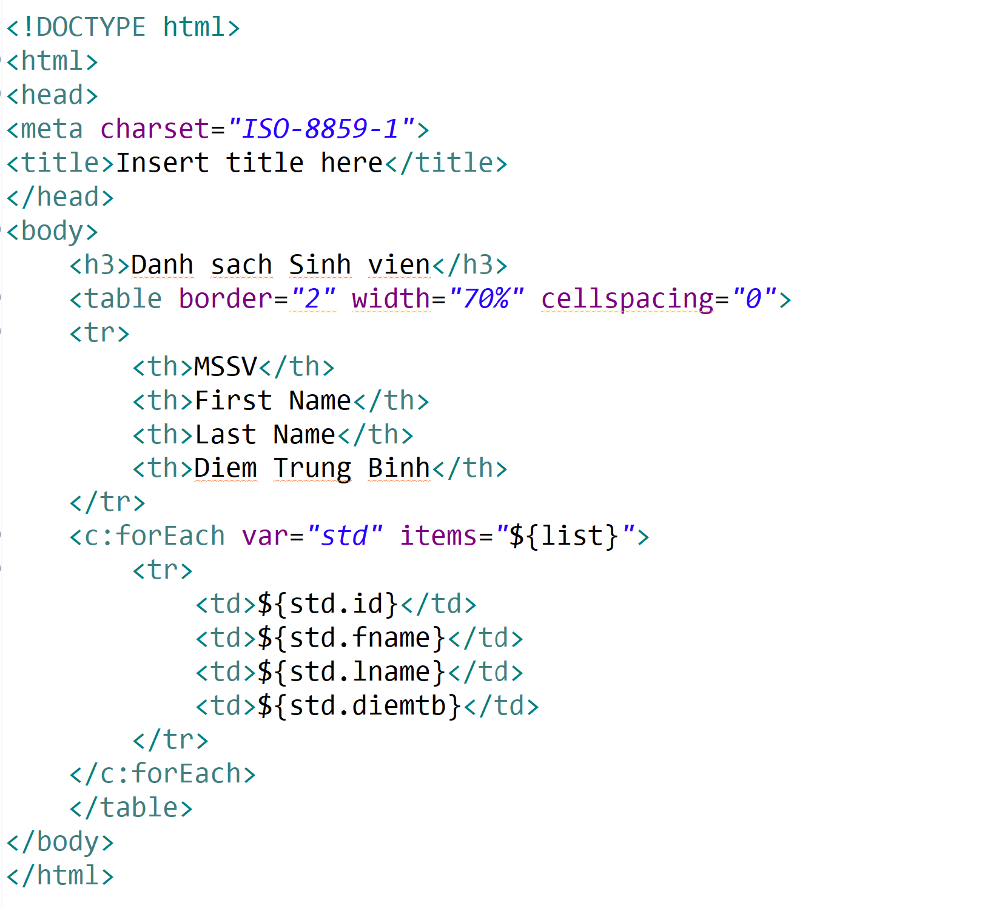 <!DOCTYPE html>
<html>
<head>
<meta charset="ISO-8859-1">
<title>Insert title here</title>
</head>
<body>
    <h3>Danh sach Sinh vien</h3>
    <table border="2" width="70%" cellspacing="0">
    <tr>
        <th>MSSV</th>
        <th>First Name</th>
        <th>Last Name</th>
        <th>Diem Trung Binh</th>
    </tr>
    <c:forEach var="std" items="${list}">
        <tr>
            <td>${std.id}</td>
            <td>${std.fname}</td>
            <td>${std.lname}</td>
            <td>${std.diemtb}</td>
        </tr>
    </c:forEach>
    </table>
</body>
</html>